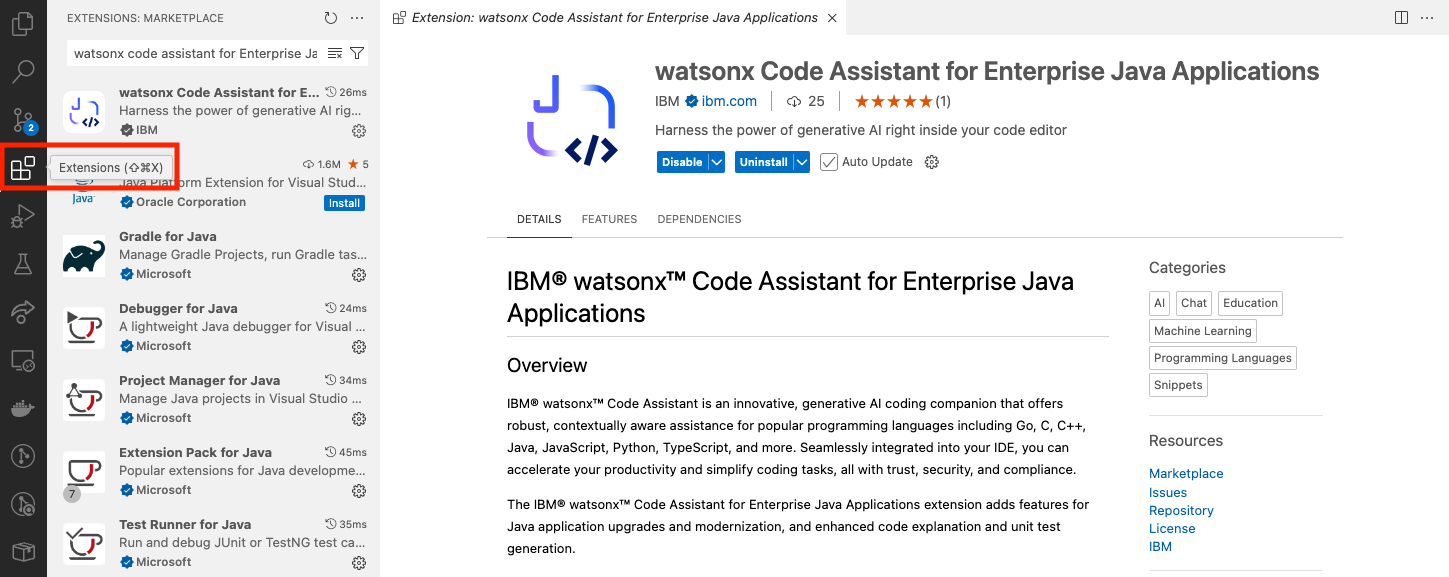 EXTENSIONS: MARKETPLACE
watsonx code assistant for Enterprise Ja
watsonx Code Assistant for E... 26ms
Harness the power of generative AI rig...
IBM
2
Extensions (⇧⌘X)
1.6M ★ 5
Java Platform Extension for Visual Stud...
Java
Oracle Corporation Install
Gradle for Java
Manage Gradle Projects, run Gradle tas...
Microsoft
Debugger for Java 24ms
A lightweight Java debugger for Visual ...
Microsoft
Project Manager for Java 34ms
Manage Java projects in Visual Studio ...
Microsoft
Extension Pack for Java 45ms
Popular extensions for Java developme...
7
Microsoft
Test Runner for Java 35ms
Run and debug JUnit or TestNG test ca...
Microsoft
Extension: watsonx Code Assistant for Enterprise Java Applications
watsonx Code Assistant for Enterprise Java Applications
IBM ibm.com 25 ★★★★★(1)
Harness the power of generative AI right inside your code editor
Disable Uninstall Auto Update
DETAILS FEATURES DEPENDENCIES
IBM® watsonx™ Code Assistant for Enterprise Java
Applications
Overview
IBM® watsonx™ Code Assistant is an innovative, generative AI coding companion that offers
robust, contextually aware assistance for popular programming languages including Go, C, C++,
Java, JavaScript, Python, TypeScript, and more. Seamlessly integrated into your IDE, you can
accelerate your productivity and simplify coding tasks, all with trust, security, and compliance.
The IBM® watsonx™ Code Assistant for Enterprise Java Applications extension adds features for
Java application upgrades and modernization, and enhanced code explanation and unit test
generation.
Categories
AI Chat Education
Machine Learning
Programming Languages
Snippets
Resources
Marketplace
Issues
Repository
License
IBM